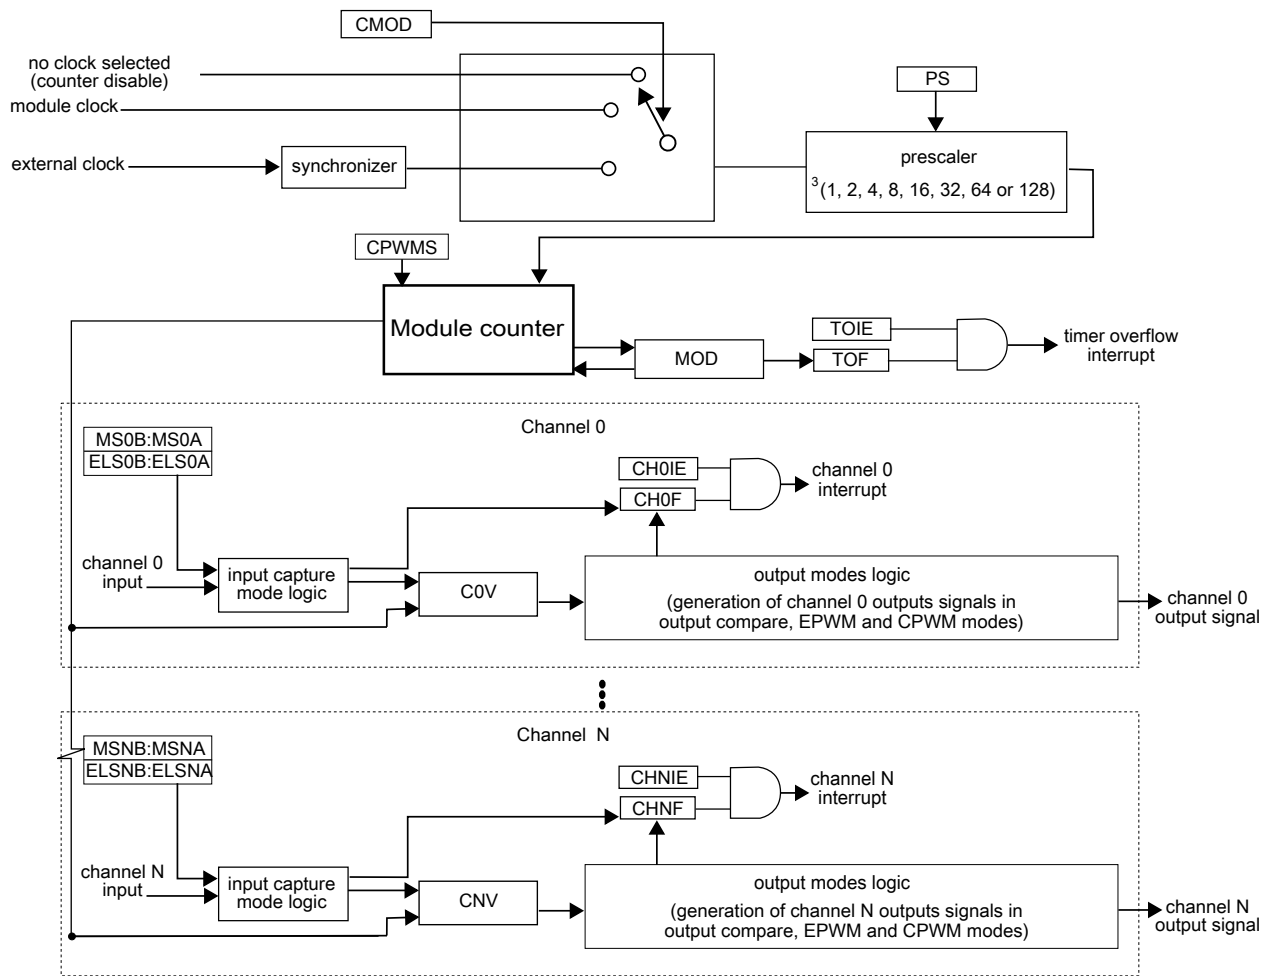 CMOD
no clock selected
(counter disable)
PS
module clock
external clock
synchronizer
prescaler
3(1, 2, 4, 8, 16, 32, 64 or 128)
CPWMS
Module counter
TOIE
MOD
TOF
timer overflow
interrupt
Channel 0
MS0B:MS0A
ELS0B:ELS0A
CH0IE
CH0F
channel 0
interrupt
channel 0
input
input capture
mode logic
C0V
output modes logic
(generation of channel 0 outputs signals in
output compare, EPWM and CPWM modes)
channel 0
output signal
Channel N
MSNB:MSNA
ELSNB:ELSNA
CHNIE
CHNF
channel N
interrupt
channel N
input
input capture
mode logic
CNV
output modes logic
(generation of channel N outputs signals in
output compare, EPWM and CPWM modes)
channel N
output signal